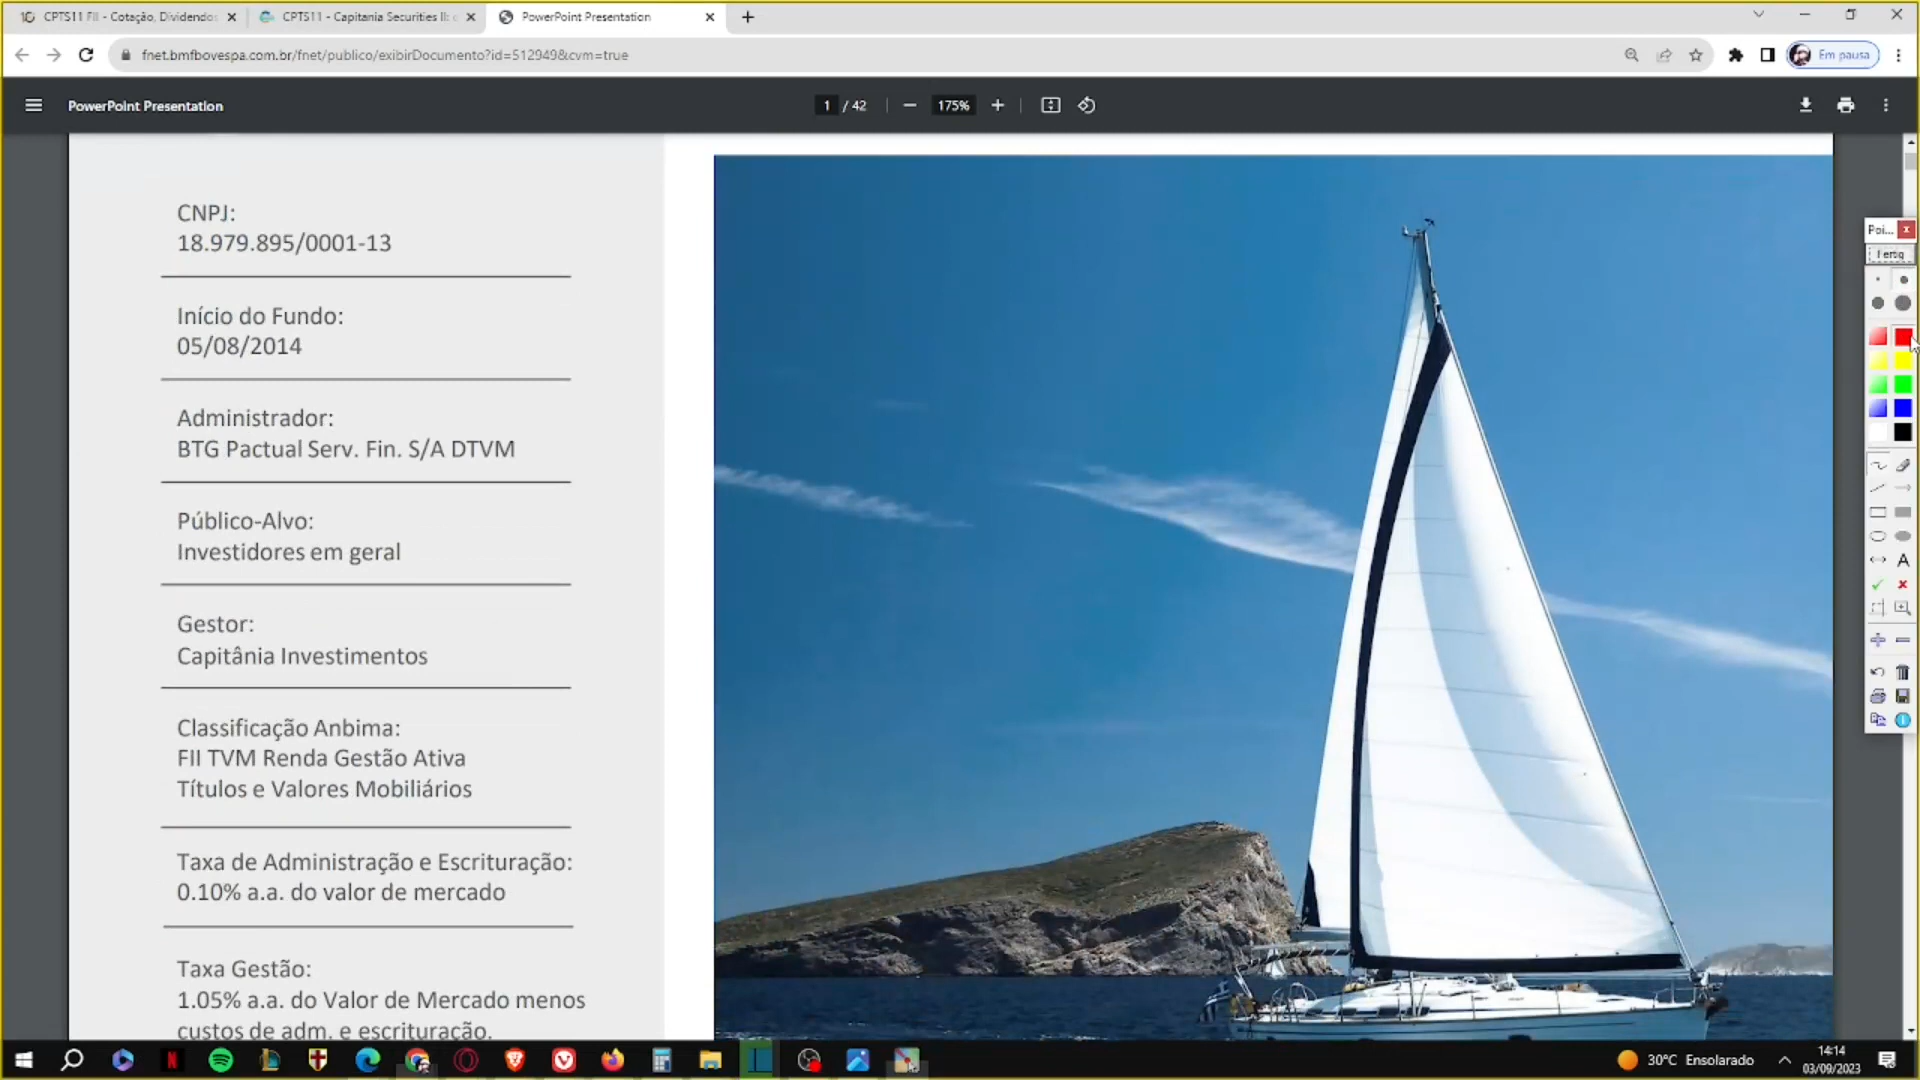 CPTS11 FII - Cotação, Dividendos
CPTS11 - Capitania Securities II:
PowerPoint Presentation
fnet.bmfbovespa.com.br/fnet/publico/exibirDocumento?id=512949&cvm=true
Em pausa
PowerPoint Presentation
1 / 42
175%
CNPJ:
18.979.895/0001-13
Início do Fundo:
05/08/2014
Administrador:
BTG Pactual Serv. Fin. S/A DTVM
Público-Alvo:
Investidores em geral
Gestor:
Capitânia Investimentos
Classificação Anbima:
FII TVM Renda Gestão Ativa
Títulos e Valores Mobiliários
Taxa de Administração e Escrituração:
0.10% a.a. do valor de mercado
Taxa Gestão:
1.05% a.a. do Valor de Mercado menos
custos de adm. e escrituração.
Poi...
Fertig
A
30°C Ensolarado
14:14
03/09/2023